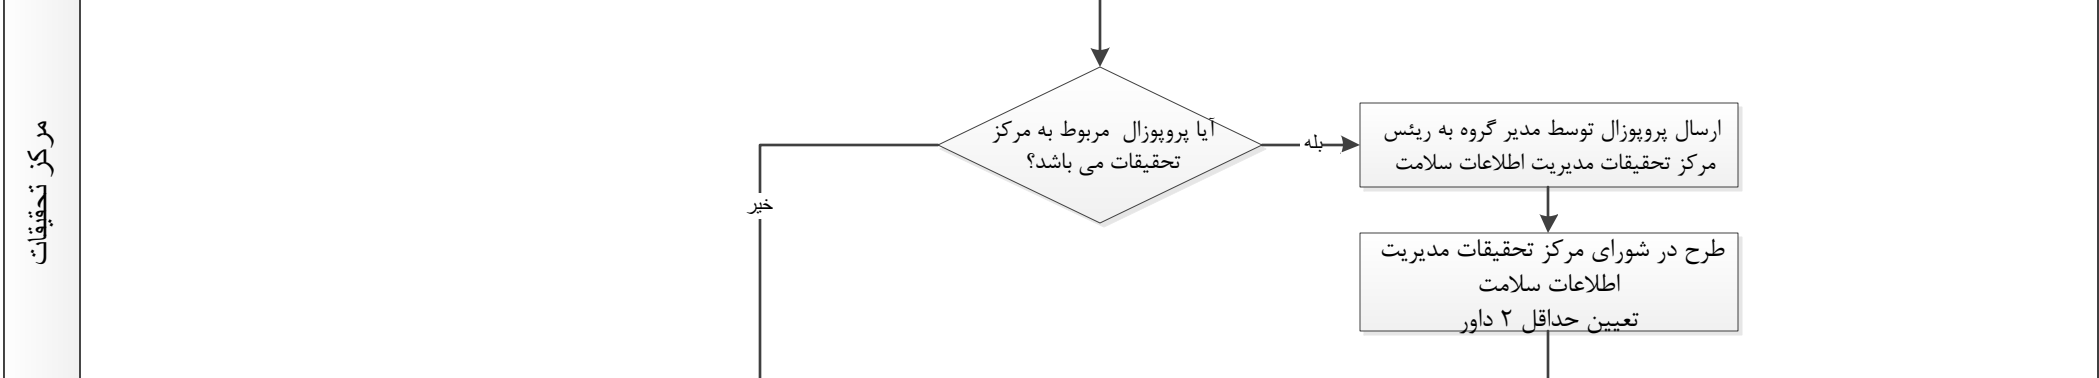 مرکز تحقیقات
آیا پروپوزال مربوط به مرکز
تحقیقات می باشد؟
بله
خیر
ارسال پروپوزال توسط مدیر گروه به ریئس
مرکز تحقیقات مدیریت اطلاعات سلامت
طرح در شورای مرکز تحقیقات مدیریت
اطلاعات سلامت
تعیین حداقل ۲ داور